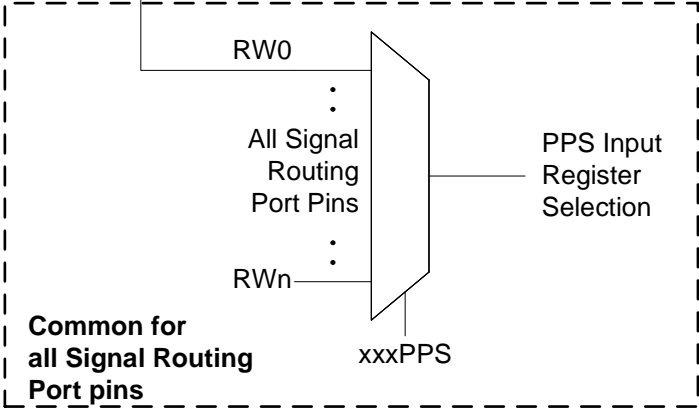 RW0
All Signal
Routing
Port Pins
PPS Input
Register
Selection
RWn
xxxPPS
Common for
all Signal Routing
Port pins